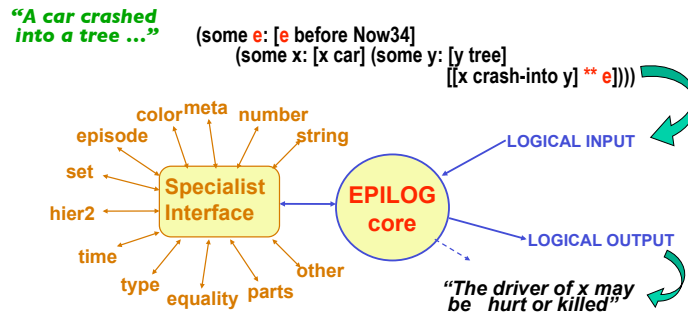 “A car crashed
into a tree ...”
(some e: [e before Now34]
(some x: [x car] (some y: [y tree]
[[x crash-into y] ** e])))
color
meta
number
episode
string
set
hier2
time
type
equality
parts
other
Specialist
Interface
EPILOG
core
LOGICAL INPUT
LOGICAL OUTPUT
“The driver of x may
be hurt or killed”